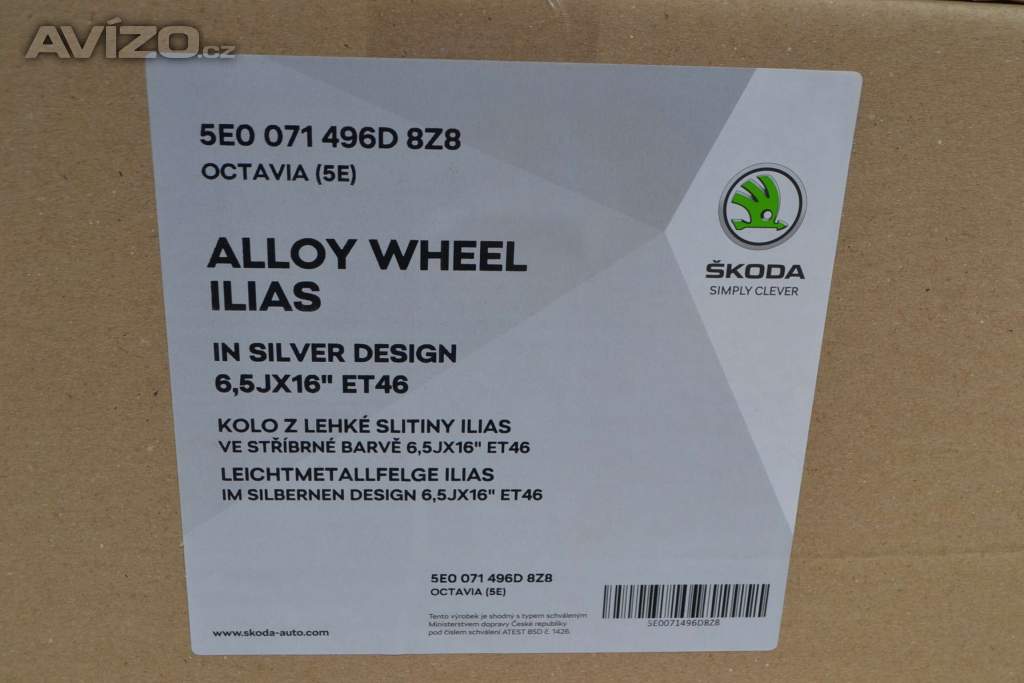 AVÍZO.cz
5E0 071 496D 8Z8
OCTAVIA (5E)
ŠKODA
SIMPLY CLEVER
ALLOY WHEEL
ILIAS
IN SILVER DESIGN
6,5JX16" ET46
KOLO Z LEHKÉ SLITINY ILIAS
VE STŘÍBRNÉ BARVĚ 6,5JX16" ET46
LEICHTMETALLFELGE ILIAS
IM SILBERNEN DESIGN 6,5JX16" ET46
5E0 071 496D 8Z8
OCTAVIA (5E)
Tento výrobek je shodný s typem schváleným
Ministerstvem dopravy České republiky
pod číslem schválení ATEST 8SD č. 1426.
www.skoda-auto.com
5E0071496D8Z8